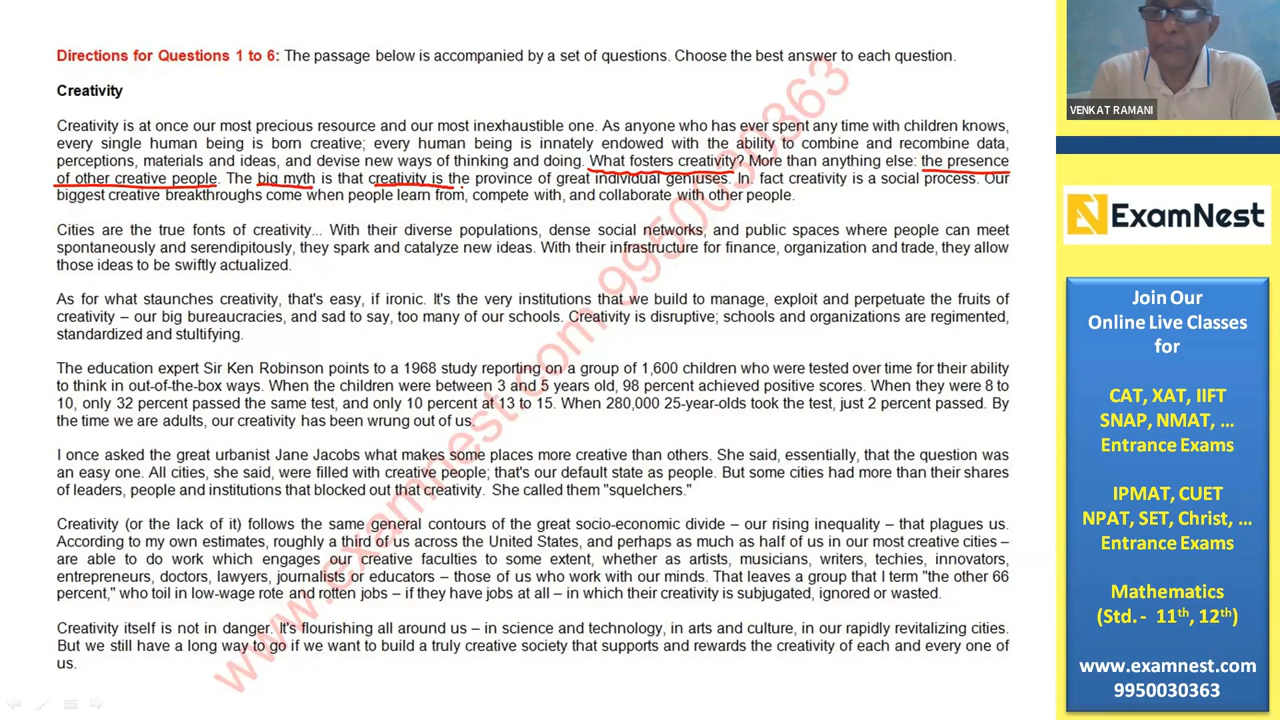 Directions for Questions 1 to 6: The passage below is accompanied by a set of questions. Choose the best answer to each question.
Creativity
Creativity is at once our most precious resource and our most inexhaustible one. As anyone who has ever spent any time with children knows,
every single human being is born creative; every human being is innately endowed with the ability to combine and recombine data,
perceptions, materials and ideas, and devise new ways of thinking and doing. What fosters creativity? More than anything else: the presence
of other creative people. The big myth is that creativity is the province of great individual geniuses. In. fact creativity is a social process. Our
biggest creative breakthroughs come when people learn from, compete with, and collaborate with other people.
Cities are the true fonts of creativity... With their diverse populations, dense social networks, and public spaces where people can meet
spontaneously and serendipitously, they spark and catalyze new ideas. With their infrastructure for finance, organization and trade, they allow
those ideas to be swiftly actualized.
As for what staunches creativity, that's easy, if ironic. It's the very institutions that we build to manage, exploit and perpetuate the fruits of
creativity – our big bureaucracies, and sad to say, too many of our schools. Creativity is disruptive; schools and organizations are regimented,
standardized and stultifying.
The education expert Sir Ken Robinson points to a 1968 study reporting on a group of 1,600 children who were tested over time for their ability
to think in out-of-the-box ways. When the children were between 3 and 5 years old, 98 percent achieved positive scores. When they were 8 to
10, only 32 percent passed the same test, and only 10 percent at 13 to 15. When 280,000 25-year-olds took the test, just 2 percent passed. By
the time we are adults, our creativity has been wrung out of us.
I once asked the great urbanist Jane Jacobs what makes some places more creative than others. She said, essentially, that the question was
an easy one. All cities, she said, were filled with creative people; that's our default state as people. But some cities had more than their shares
of leaders, people and institutions that blocked out that creativity. She called them "squelchers."
Creativity (or the lack of it) follows the same general contours of the great socio-economic divide – our rising inequality – that plagues us.
According to my own estimates, roughly a third of us across the United States, and perhaps as much as half of us in our most creative cities –
are able to do work which engages our creative faculties to some extent, whether as artists, musicians, writers, techies, innovators,
entrepreneurs, doctors, lawyers, journalists or educators – those of us who work with our minds. That leaves a group that I term "the other 66
percent," who toil in low-wage rote and rotten jobs – if they have jobs at all – in which their creativity is subjugated, ignored or wasted.
Creativity itself is not in danger. It's flourishing all around us – in science and technology, in arts and culture, in our rapidly revitalizing cities.
But we still have a long way to go if we want to build a truly creative society that supports and rewards the creativity of each and every one of
us.
www.examnest.com 9950030363
VENKAT RAMANI
ExamNest
Join Our
Online Live Classes
for
CAT, XAT, IIFT
SNAP, NMAT, ...
Entrance Exams
IPMAT, CUET
NPAT, SET, Christ, ...
Entrance Exams
Mathematics
(Std. - 11th, 12th)
www.examnest.com
9950030363